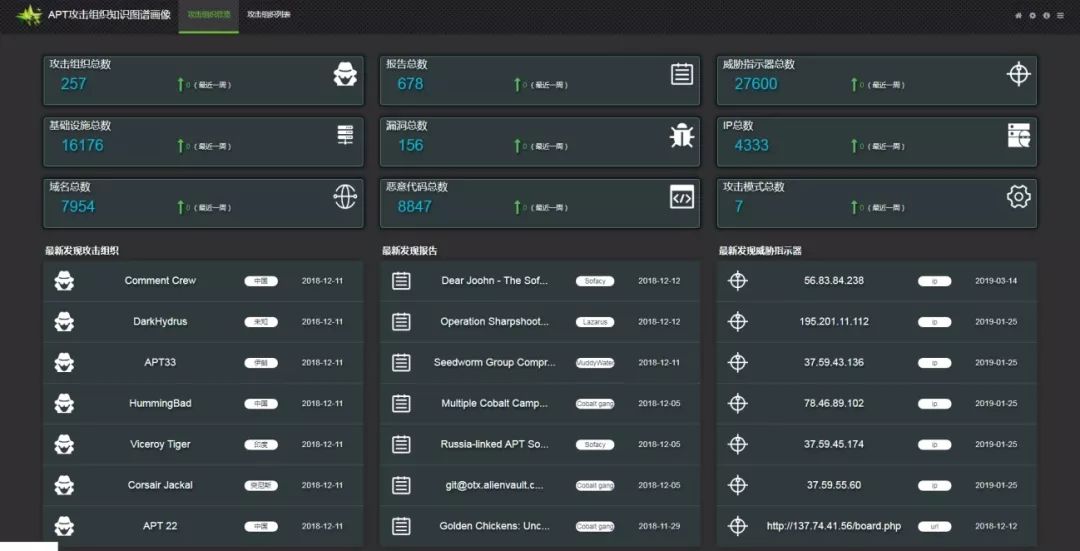 APT攻击组织知识图谱画像 攻击组织信息 攻击组织列表
攻击组织总数 报告总数 威胁指示器总数
257 0 (最近一周) 678 0 (最近一周) 27600 0 (最近一周)
基础设施总数 漏洞总数 IP总数
16176 0 (最近一周) 156 0 (最近一周) 4333 0 (最近一周)
域名总数 恶意代码总数 攻击模式总数
7954 0 (最近一周) 8847 0 (最近一周) 7 0 (最近一周)
最新发现攻击组织
Comment Crew 中国 2018-12-11
DarkHydrus 未知 2018-12-11
APT33 伊朗 2018-12-11
HummingBad 中国 2018-12-11
Viceroy Tiger 印度 2018-12-11
Corsair Jackal 突尼斯 2018-12-11
APT 22 中国 2018-12-11
最新发现报告
Dear Joohn - The Sof... Sofacy 2018-12-12
Operation Sharpshoot... Lazarus 2018-12-12
Seedworm Group Compr... MuddyWater 2018-12-11
Multiple Cobalt Camp... Cobalt gang 2018-12-05
Russia-linked APT So... Sofacy 2018-12-05
git@otx.alienvault.c... Cobalt gang 2018-12-05
Golden Chickens: Unc... Cobalt gang 2018-11-29
最新发现威胁指示器
56.83.84.238 ip 2019-03-14
195.201.11.112 ip 2019-01-25
37.59.43.136 ip 2019-01-25
78.46.89.102 ip 2019-01-25
37.59.45.174 ip 2019-01-25
37.59.55.60 ip 2019-01-25
http://137.74.41.56/board.php url 2018-12-12